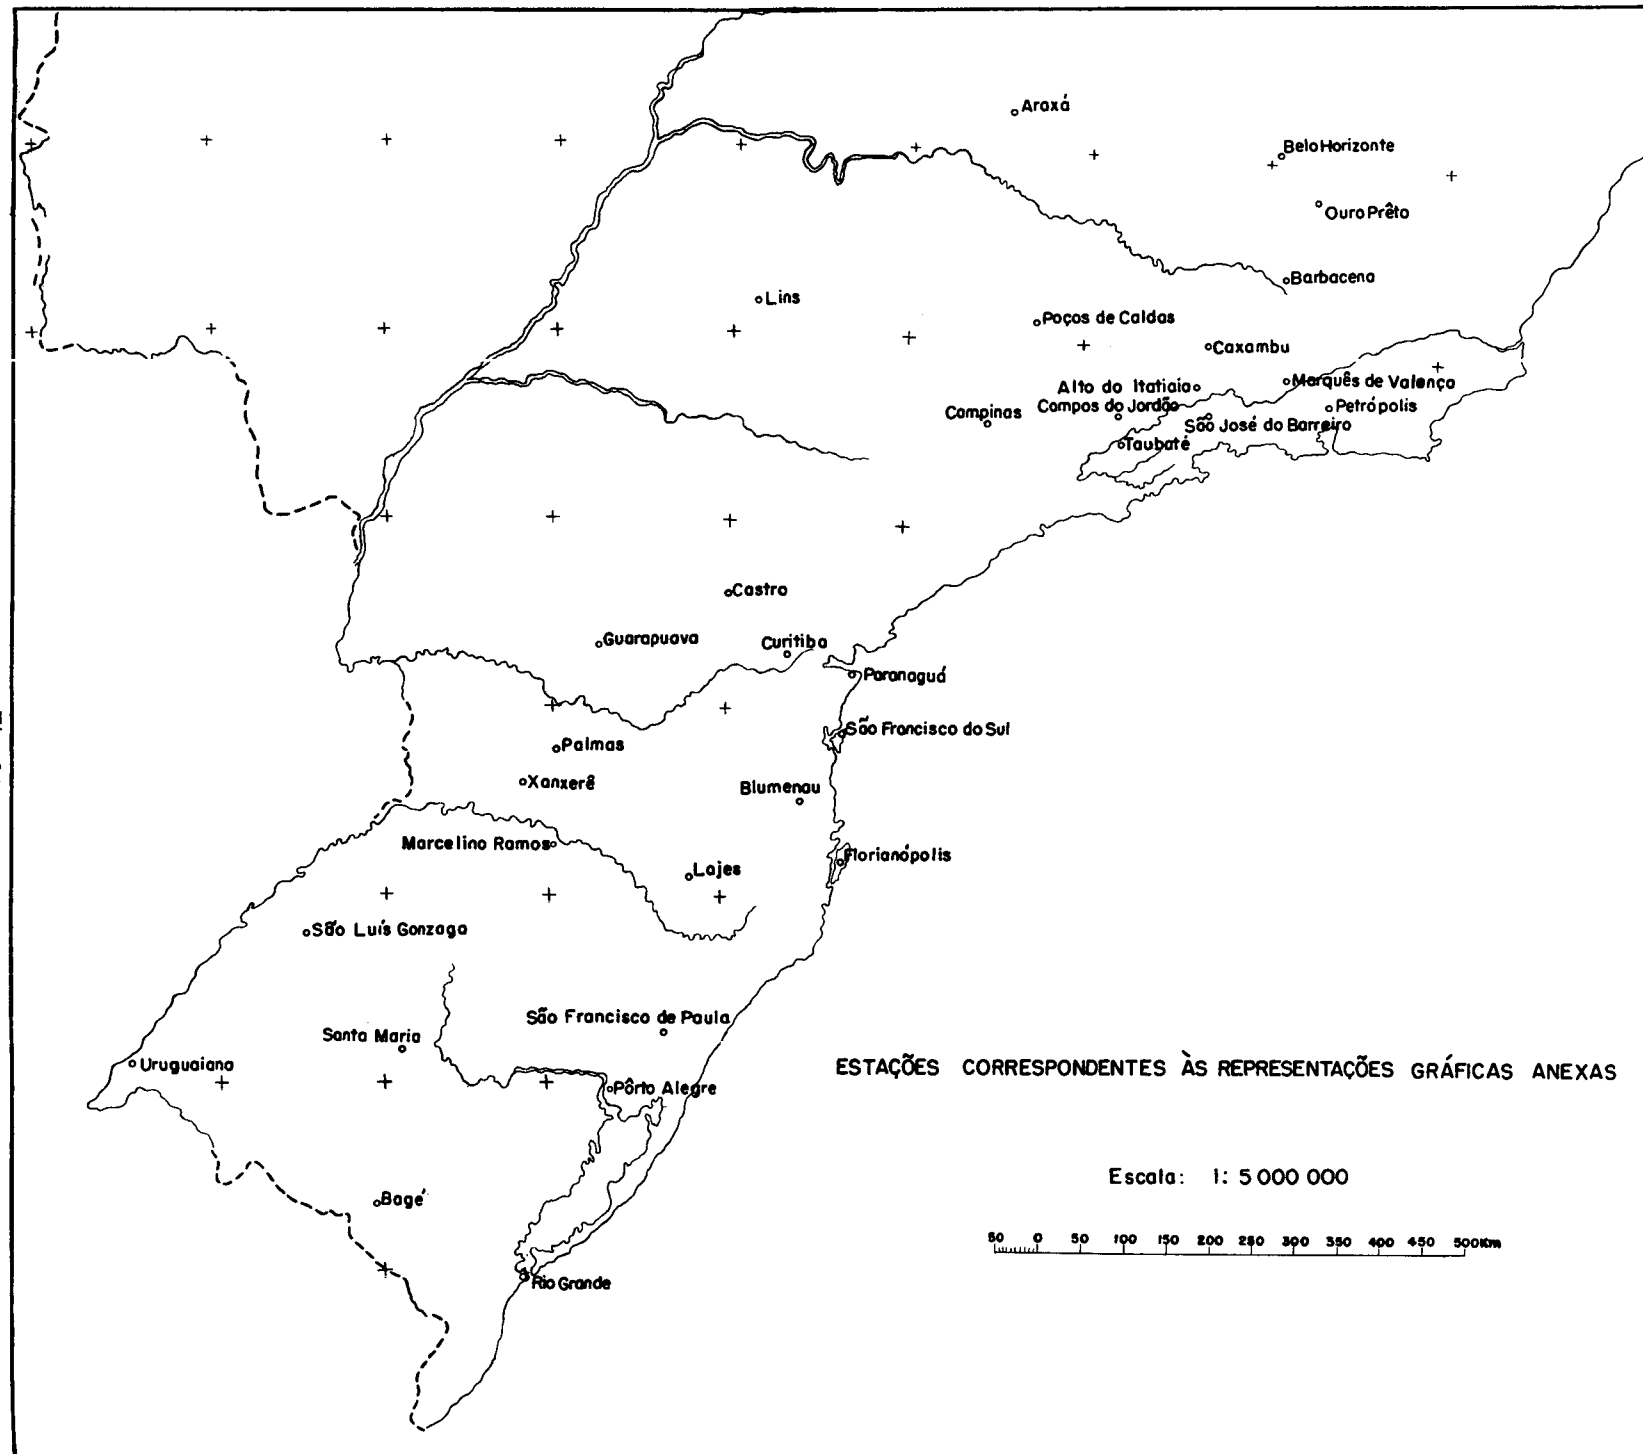 Araxá
Belo Horizonte
Ouro Prêto
Barbacena
Lins
Poços de Caldas
Caxambu
Alto do Itatiaia
Marquês de Valença
Campinas
Campos do Jordão
Petrópolis
São José do Barreiro
Taubaté
Castro
Guarapuava
Curitiba
Paranaguá
São Francisco do Sul
Palmas
Xanxerê
Blumenau
Marcelino Ramos
Florianópolis
Lajes
São Luís Gonzaga
São Francisco de Paula
Santa Maria
Uruguaiana
Pôrto Alegre
ESTAÇÕES CORRESPONDENTES ÀS REPRESENTAÇÕES GRÁFICAS ANEXAS
Escala: 1: 5 000 000
Bagé
50 0 50 100 150 200 250 300 350 400 450 500Km
Rio Grande